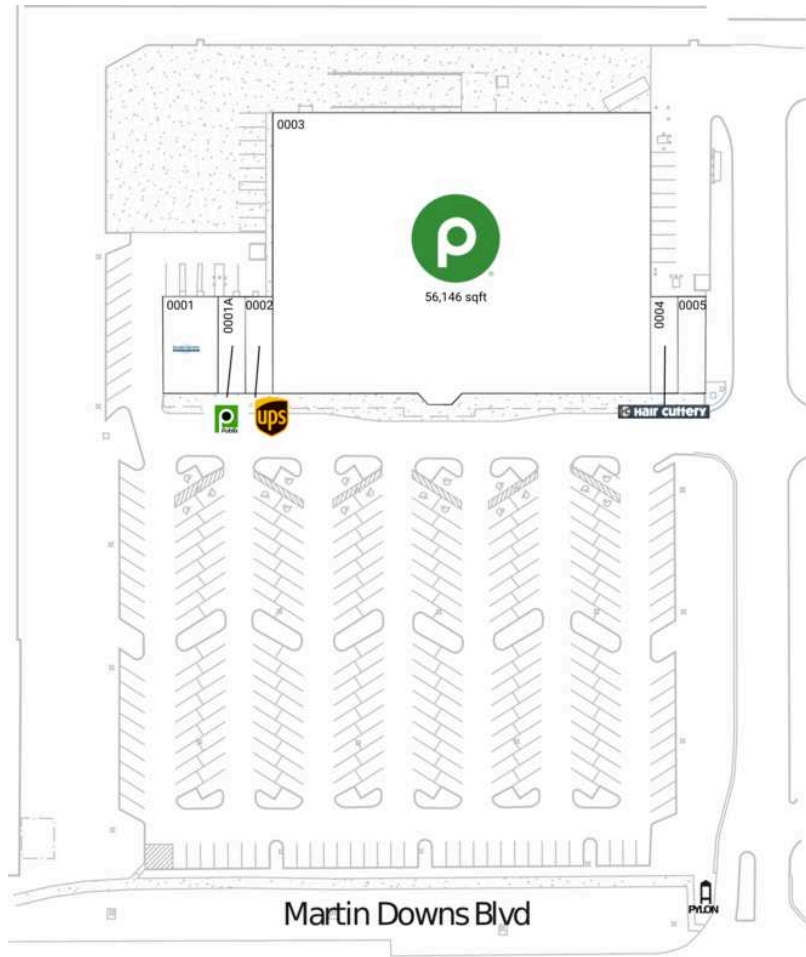 0003
56,146 sqft
0001
0001A
0002
0004
0005
Publix
ups
Hair Cuttery
Martin Downs Blvd
PYLON